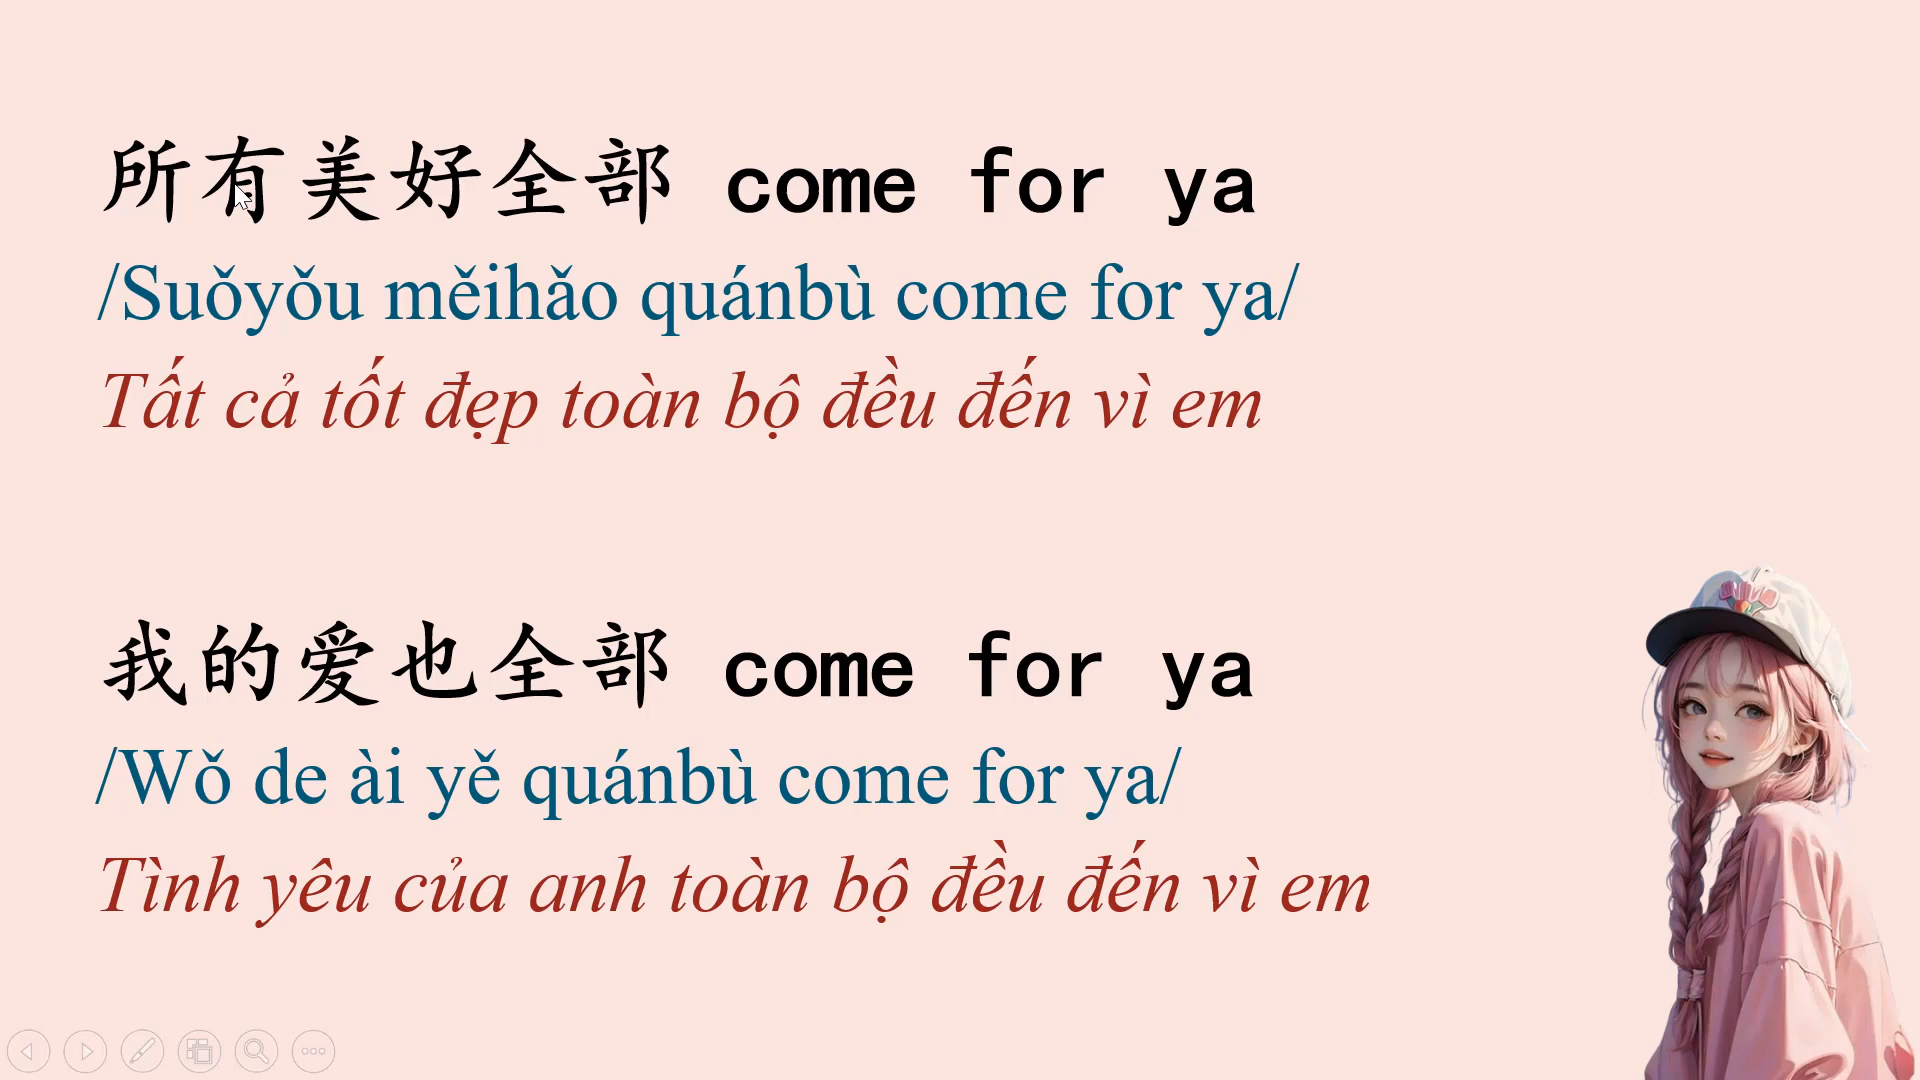 所有美好全部 come for ya
/Suǒyǒu měihǎo quánbù come for ya/
Tất cả tốt đẹp toàn bộ đều đến vì em
我的爱也全部 come for ya
/Wǒ de ài yě quánbù come for ya/
Tình yêu của anh toàn bộ đều đến vì em